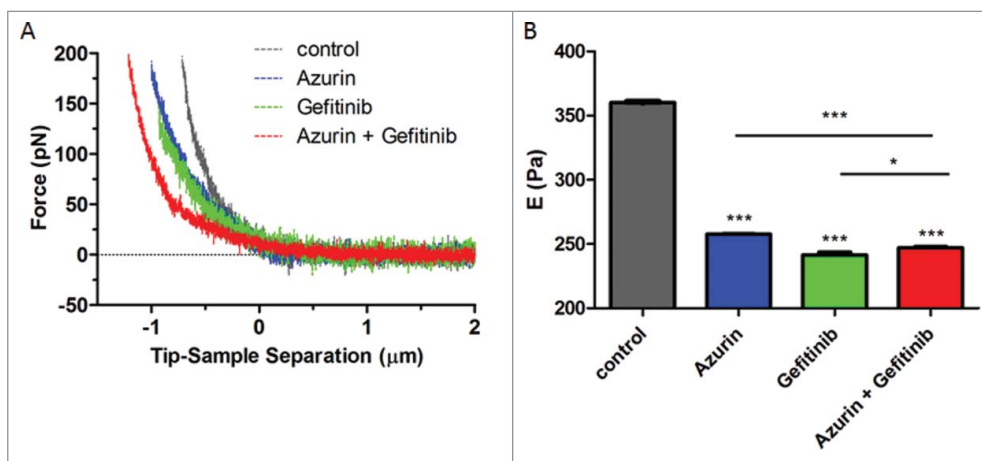 A
200
150
100
50
0
-50
Force (pN)
-1
0
1
2
Tip-Sample Separation (μm)
control
Azurin
Gefitinib
Azurin + Gefitinib
B
400
350
300
250
200
E (Pa)
***
*
***
***
***
control
Azurin
Gefitinib
Azurin + Gefitinib